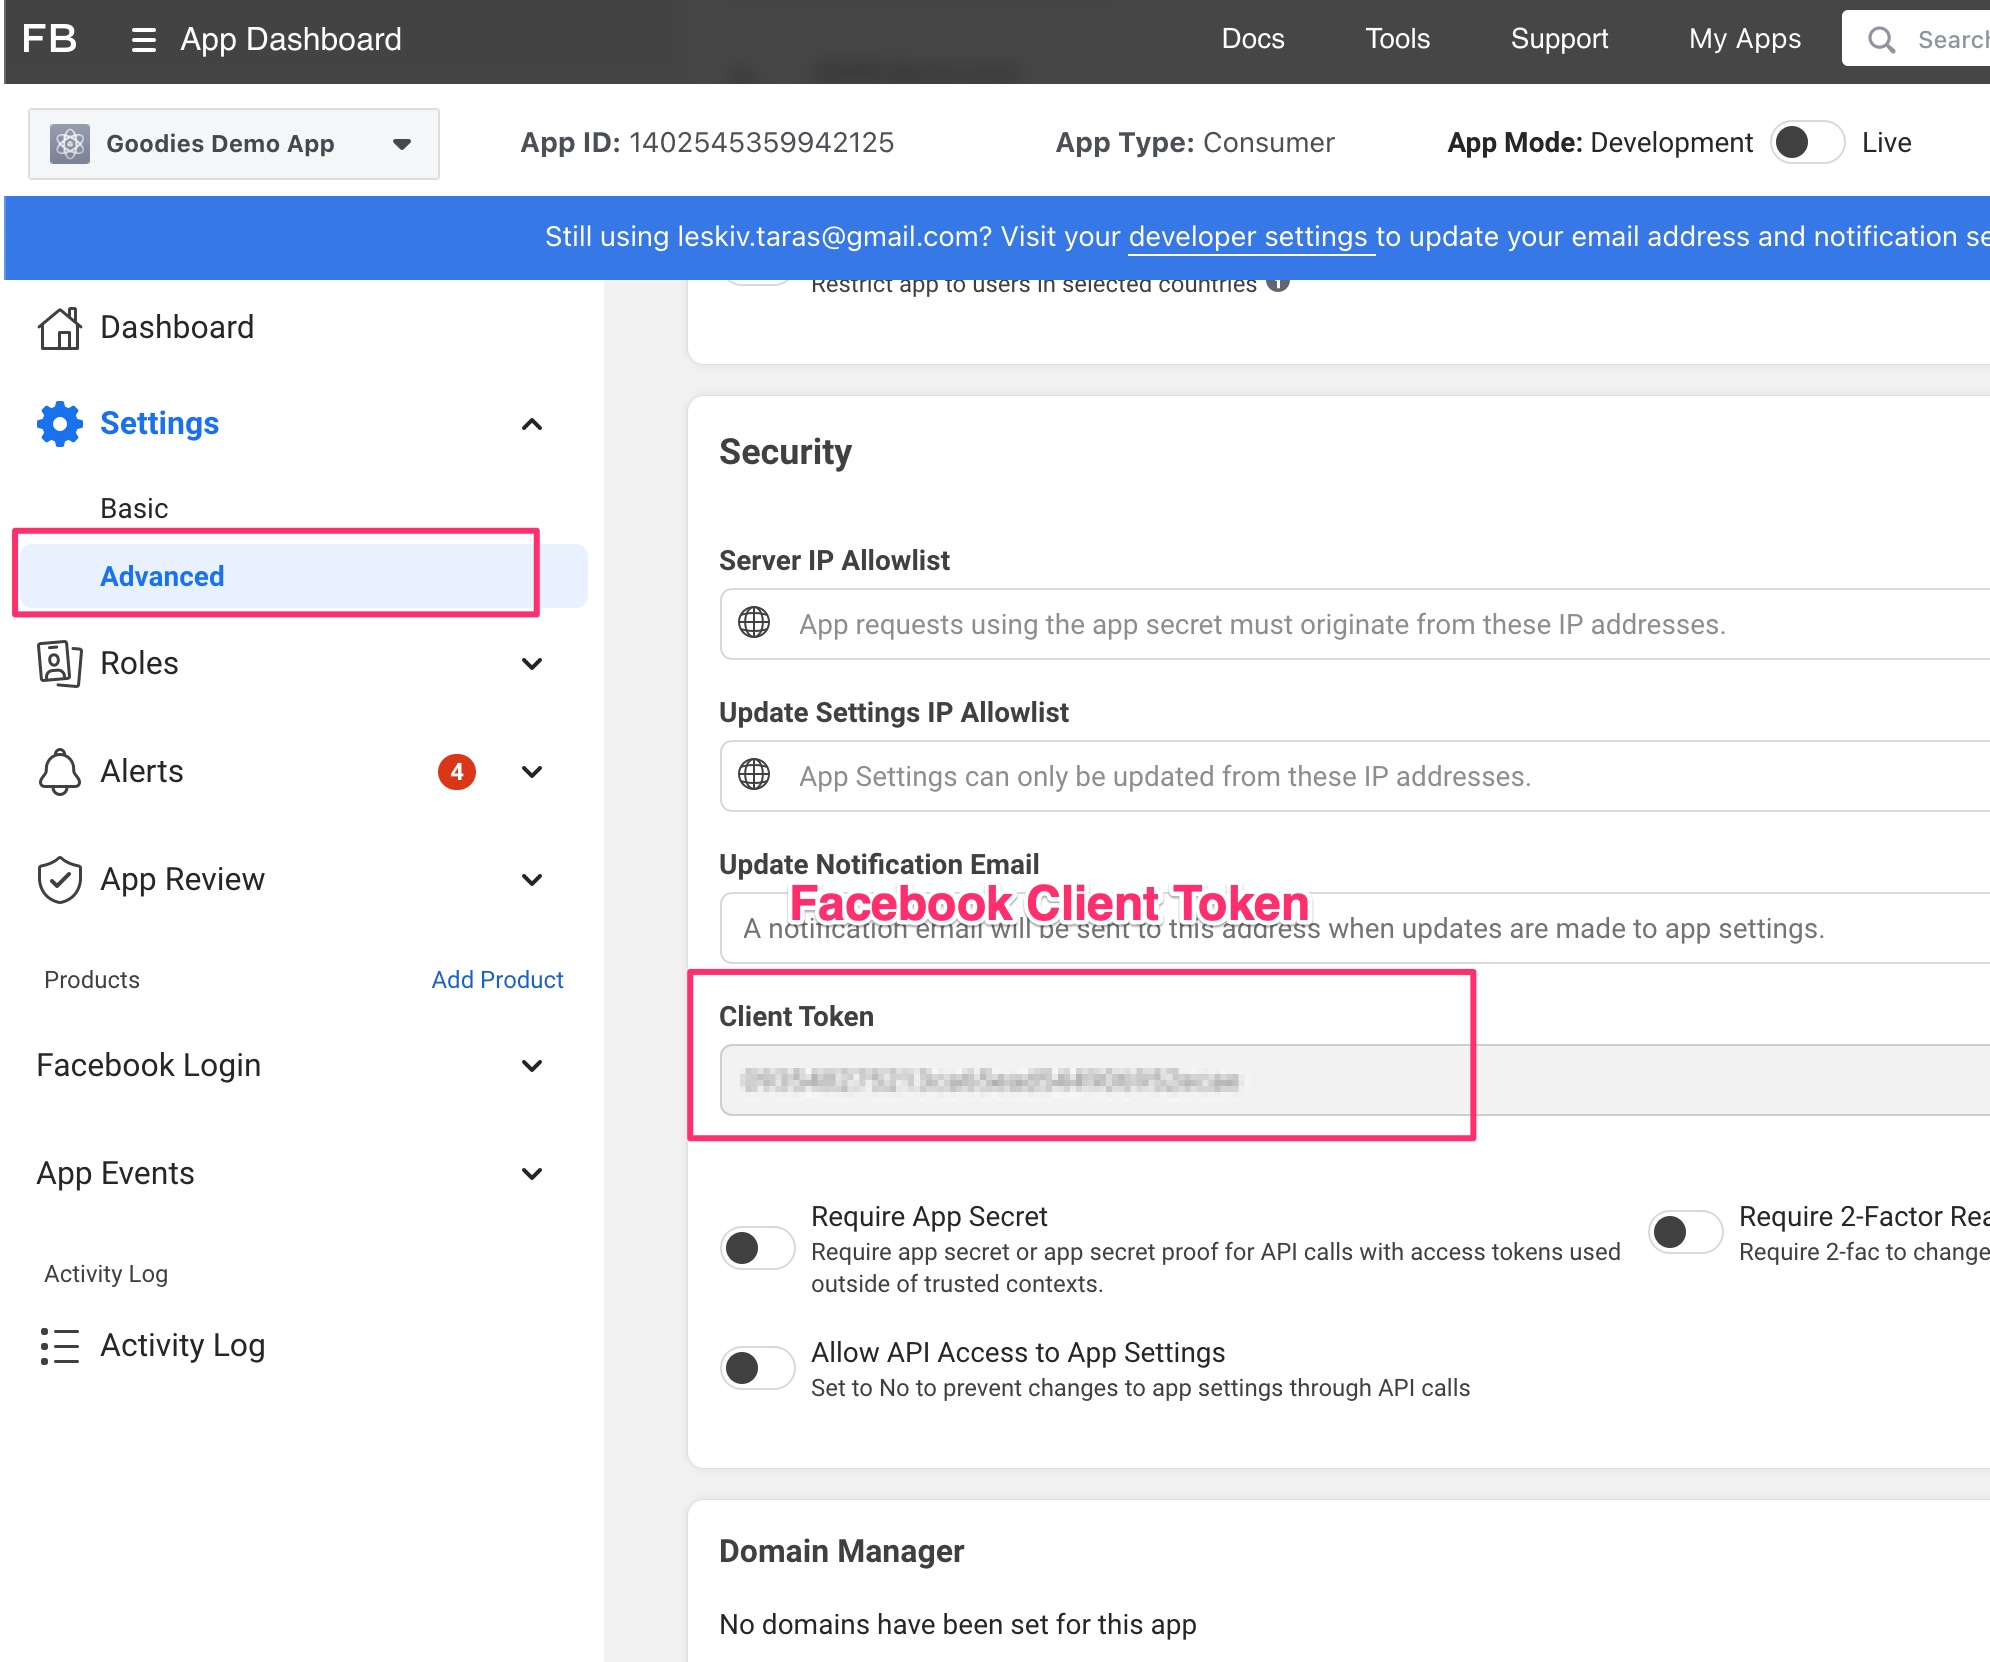 FB
App Dashboard
Docs
Tools
Support
My Apps
Search
Goodies Demo App
App ID: 1402545359942125
App Type: Consumer
App Mode: Development
Live
Still using leskiv.taras@gmail.com? Visit your developer settings to update your email address and notification se
Restrict app to users in selected countries
Dashboard
Settings
Basic
Advanced
Roles
Alerts
4
App Review
Products
Add Product
Facebook Login
App Events
Activity Log
Activity Log
Security
Server IP Allowlist
App requests using the app secret must originate from these IP addresses.
Update Settings IP Allowlist
App Settings can only be updated from these IP addresses.
Update Notification Email
Facebook Client Token
A notification email will be sent to this address when updates are made to app settings.
Client Token
Require App Secret
Require app secret or app secret proof for API calls with access tokens used
outside of trusted contexts.
Require 2-Factor Rea
Require 2-fac to change
Allow API Access to App Settings
Set to No to prevent changes to app settings through API calls
Domain Manager
No domains have been set for this app